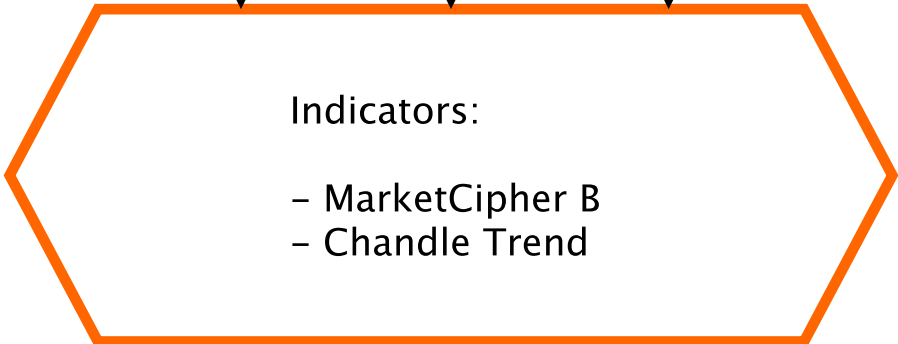 Indicators:
- MarketCipher B
- Chandle Trend